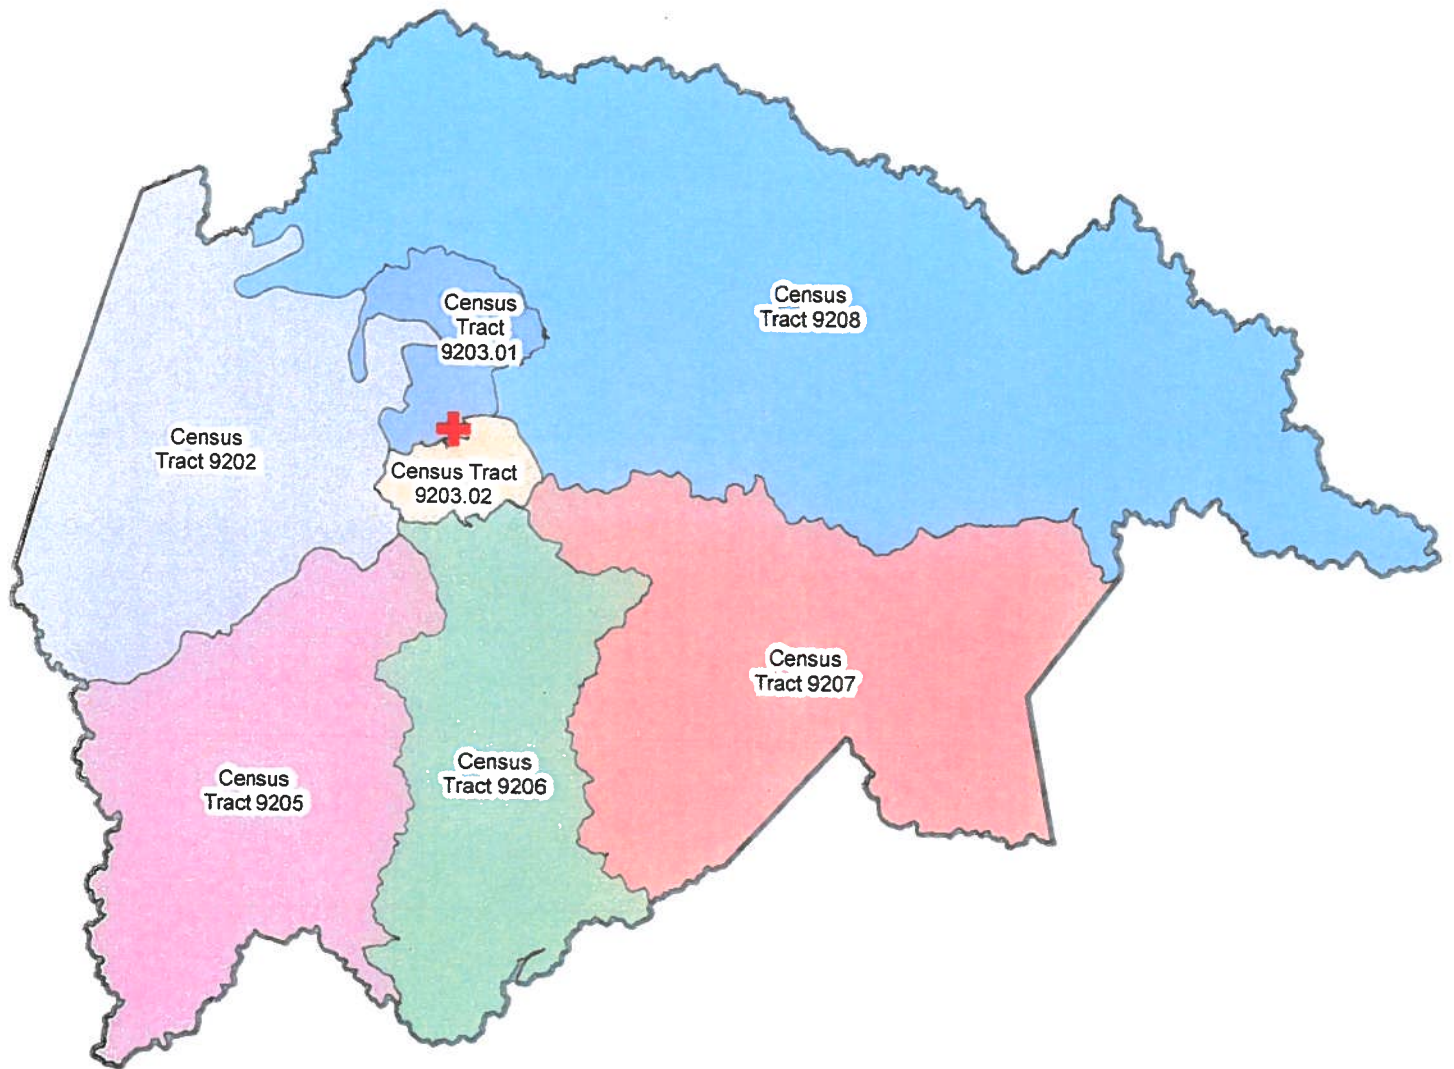 Census
Tract
9203.01
Census
Tract 9208
Census
Tract 9202
Census Tract
9203.02
Census
Tract 9207
Census
Tract 9206
Census
Tract 9205